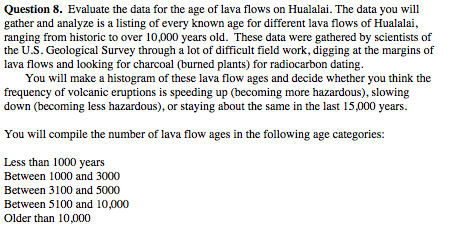 Question 8.  Evaluate the data for the age of lava flows on Hualalai. The data you will
gather and analyze is a listing of every known age for different lava flows of Hualalai,
ranging from historic to over 10,000 years old.  These data were gathered by scientists of
the U.S. Geological Survey through a lot of difficult field work, digging at the margins of
lava flows and looking for charcoal (burned plants) for radiocarbon dating.
You will make a histogram of these lava flow ages and decide whether you think the
frequency of volcanic eruptions is speeding up (becoming more hazardous), slowing
down (becoming less hazardous), or staying about the same in the last 15,000 years.
You will compile the number of lava flow ages in the following age categories:
Less than 1000 years
Between 1000 and 3000
Between 3100 and 5000
Between 5100 and 10,000
Older than 10,000